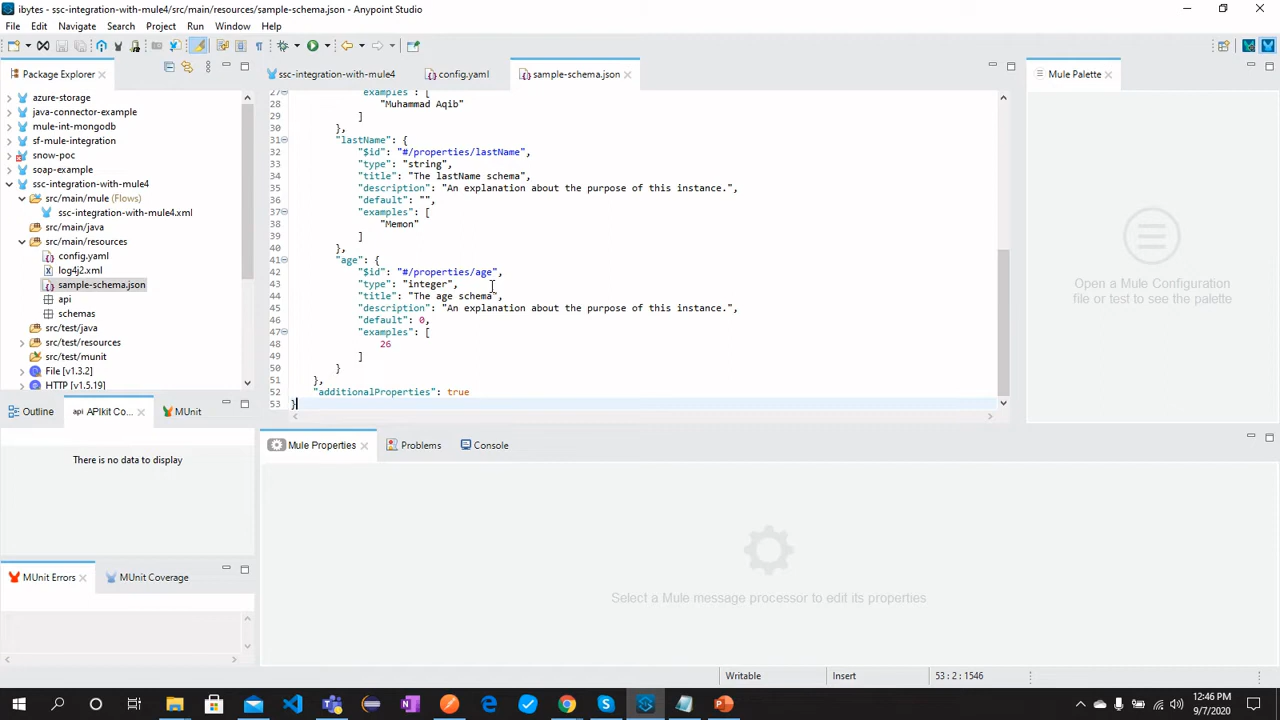 ibytes - ssc-integration-with-mule4/src/main/resources/sample-schema.json - Anypoint Studio
File Edit Navigate Search Project Run Window Help
Package Explorer
azure-storage
java-connector-example
mule-int-mongodb
sf-mule-integration
snow-poc
soap-example
ssc-integration-with-mule4
src/main/mule (Flows)
ssc-integration-with-mule4.xml
src/main/java
src/main/resources
config.yaml
log4j2.xml
sample-schema.json
api
schemas
src/test/java
src/test/resources
src/test/munit
File [v1.3.2]
HTTP [v1.5.19]
ssc-integration-with-mule4 config.yaml sample-schema.json
27 "examples": [
28 "Muhammad Aqib"
29 ]
30 },
31 "lastName": {
32 "$id": "#/properties/lastName",
33 "type": "string",
34 "title": "The lastName schema",
35 "description": "An explanation about the purpose of this instance.",
36 "default": "",
37 "examples": [
38 "Memon"
39 ]
40 },
41 "age": {
42 "$id": "#/properties/age",
43 "type": "integer",
44 "title": "The age schema",
45 "description": "An explanation about the purpose of this instance.",
46 "default": 0,
47 "examples": [
48 26
49 ]
50 }
51 },
52 "additionalProperties": true
53 }
Mule Palette
Open a Mule Configuration
file or test to see the palette
Outline api APIkit Co... MUnit
There is no data to display
MUnit Errors MUnit Coverage
Mule Properties Problems Console
Select a Mule message processor to edit its properties
Writable Insert 53 : 2 : 1546
12:46 PM
9/7/2020